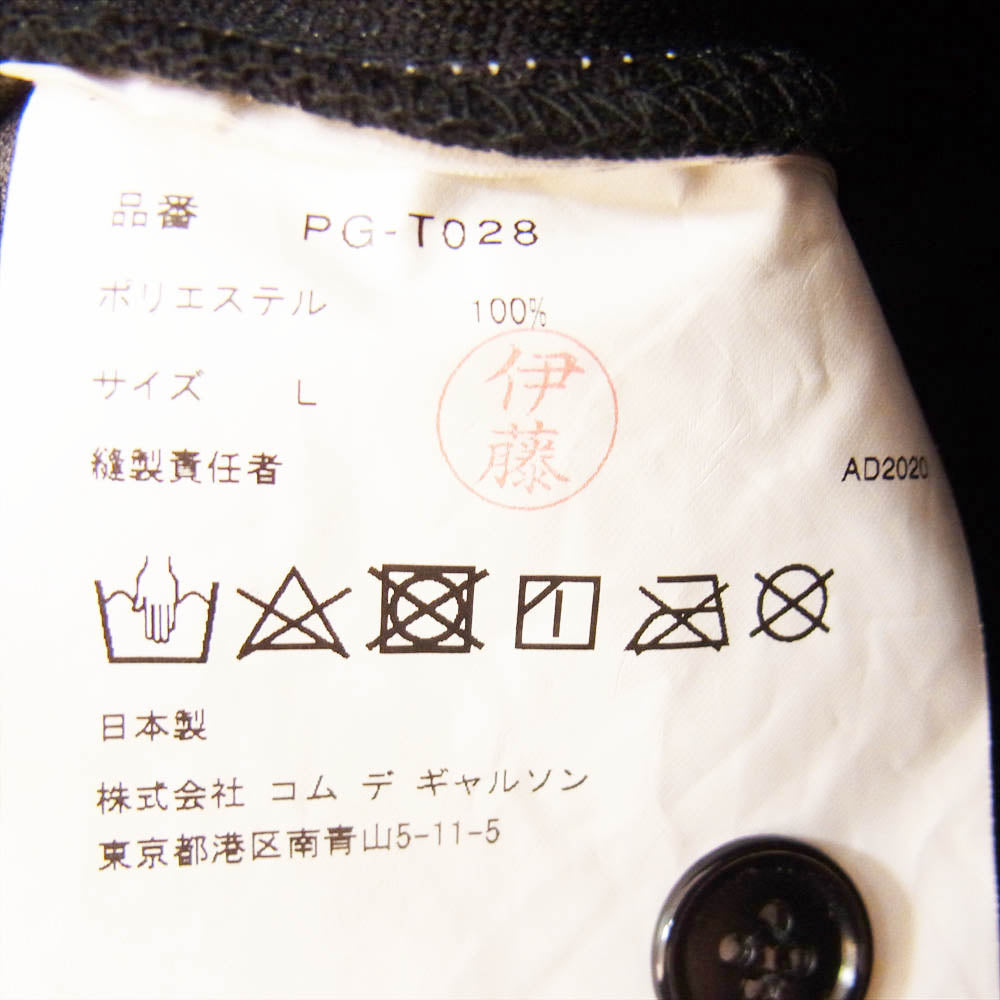 品番 PG-T028
ポリエステル 100%
サイズ L
伊藤
縫製責任者
AD2020
日本製
株式会社 コム デ ギャルソン
東京都港区南青山5-11-5